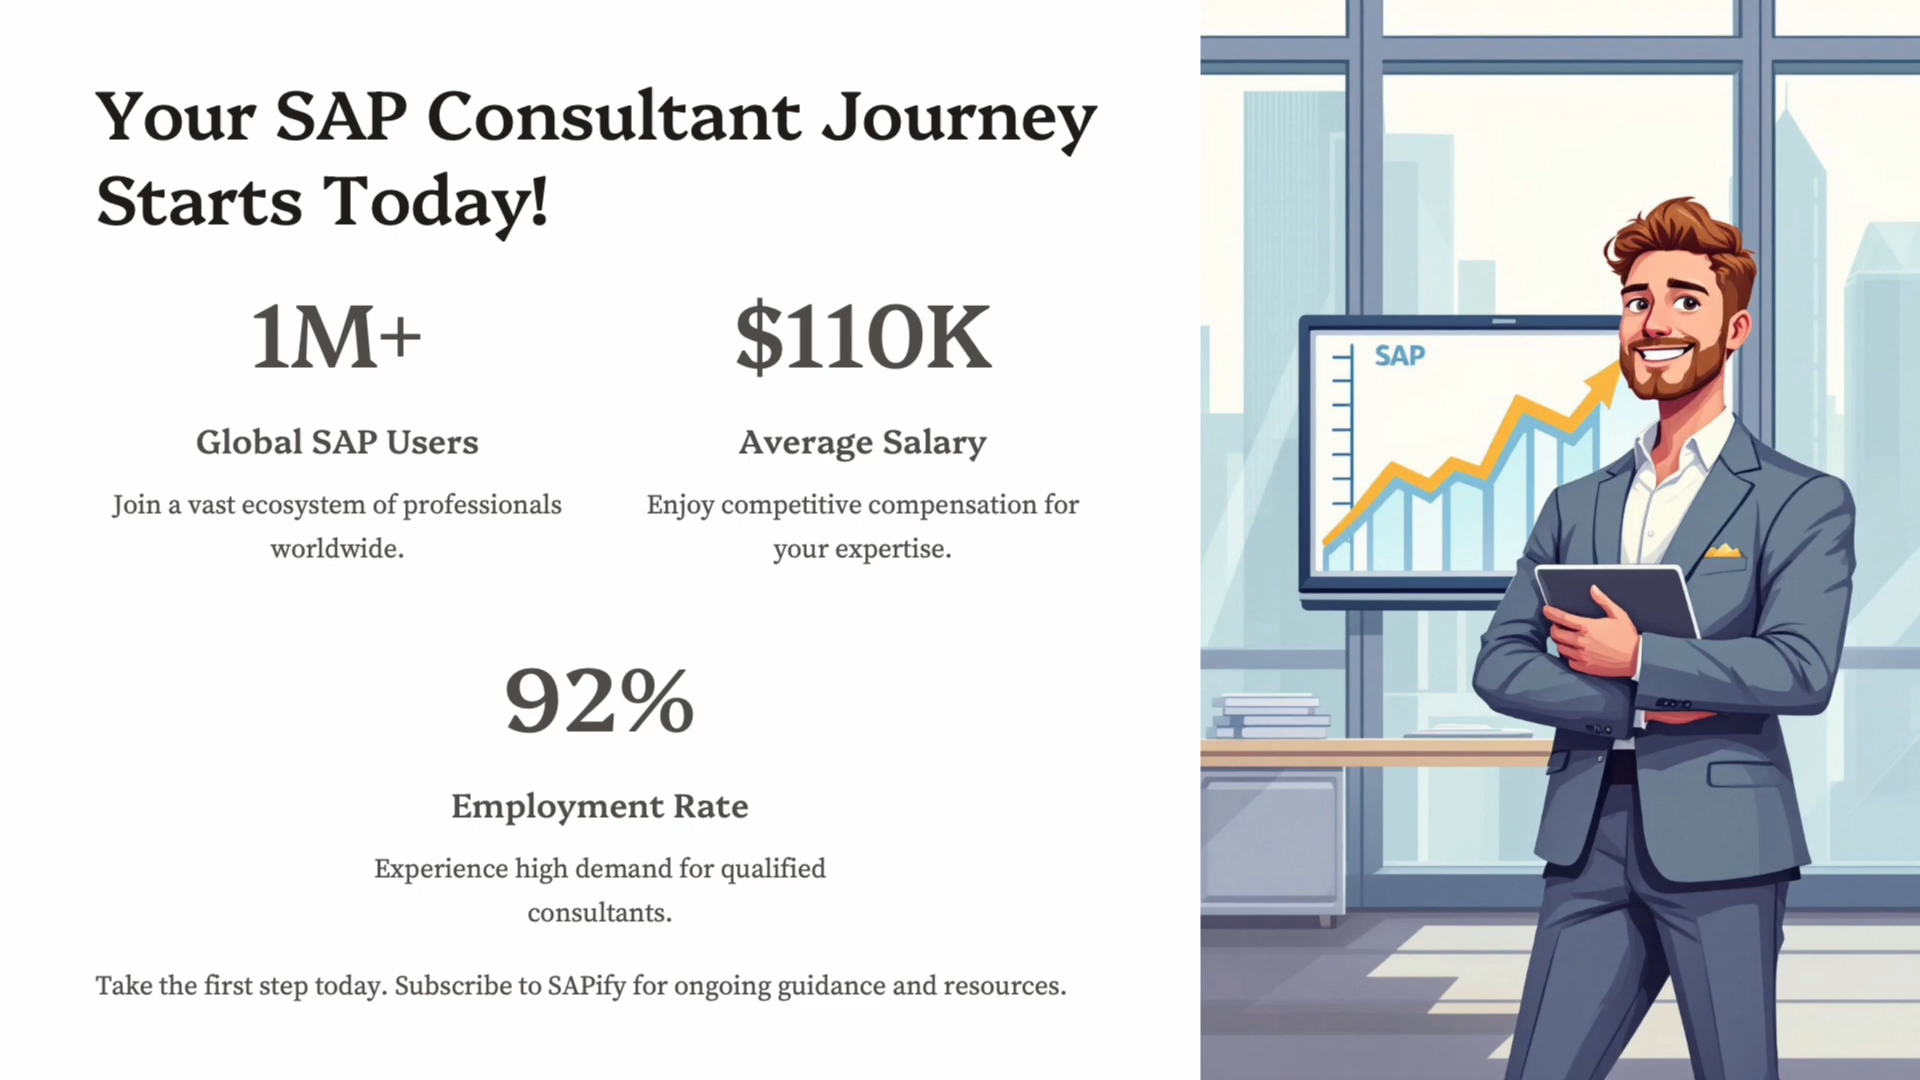 Your SAP Consultant Journey
Starts Today!
1M+
Global SAP Users
Join a vast ecosystem of professionals
worldwide.
$110K
Average Salary
Enjoy competitive compensation for
your expertise.
92%
Employment Rate
Experience high demand for qualified
consultants.
Take the first step today. Subscribe to SAPify for ongoing guidance and resources.
SAP